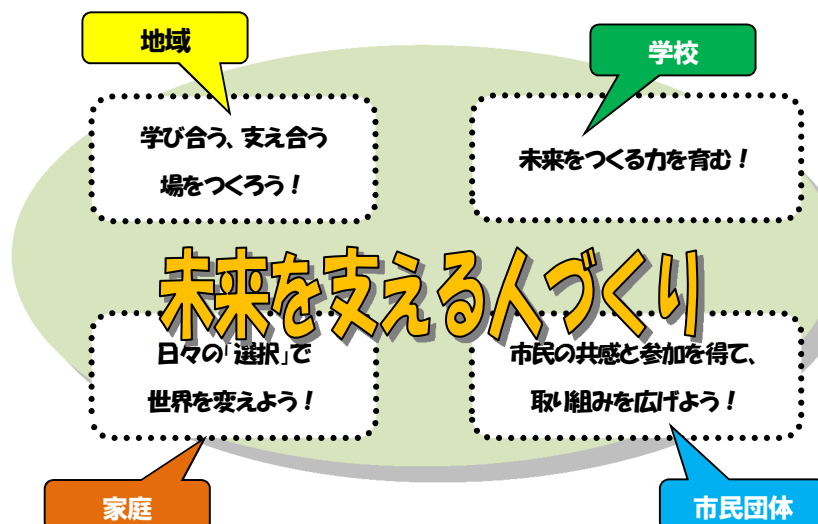 地域
学校
学び合う、支え合う
場をつくろう！
未来をつくる力を育む！
未来を支える人づくり
日々の「選択」で
世界を変えよう！
市民の共感と参加を得て、
取り組みを広げよう！
家庭
市民団体